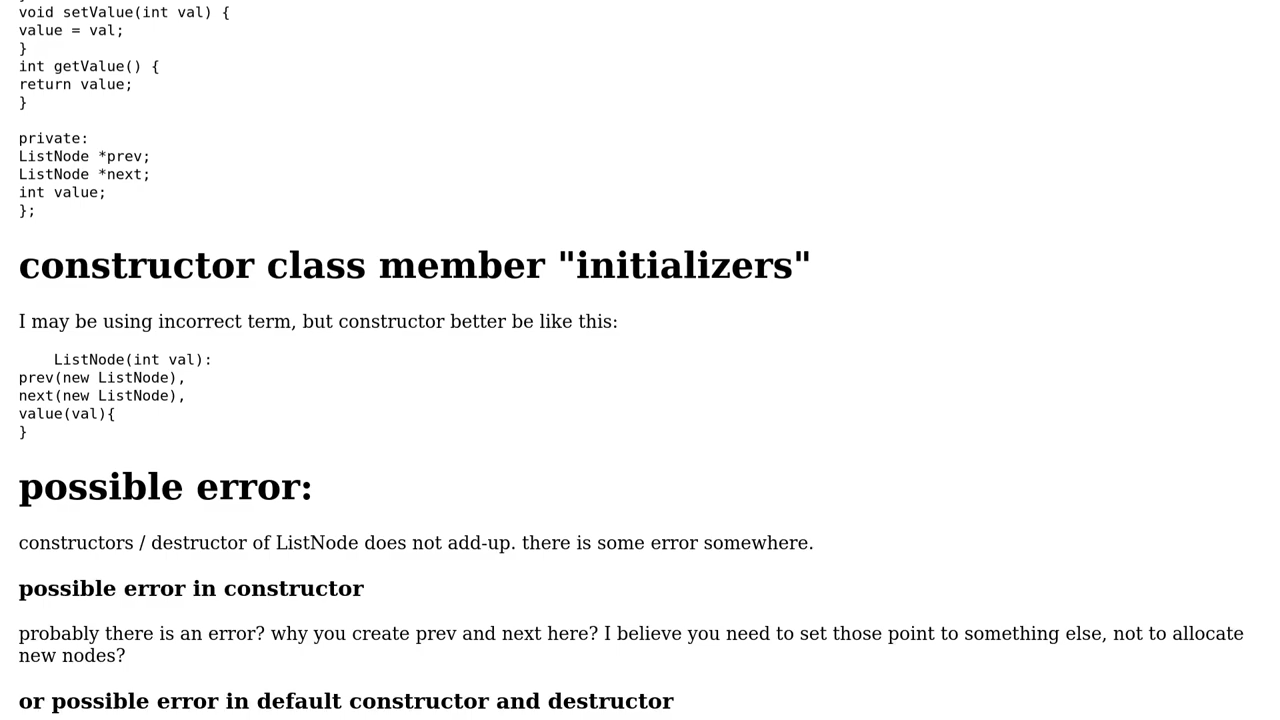 void setValue(int val) {
value = val;
}
int getValue() {
return value;
}
private:
ListNode *prev;
ListNode *next;
int value;
};
constructor class member "initializers"
I may be using incorrect term, but constructor better be like this:
ListNode(int val):
prev(new ListNode),
next(new ListNode),
value(val){
}
possible error:
constructors / destructor of ListNode does not add-up. there is some error somewhere.
possible error in constructor
probably there is an error? why you create prev and next here? I believe you need to set those point to something else, not to allocate
new nodes?
or possible error in default constructor and destructor